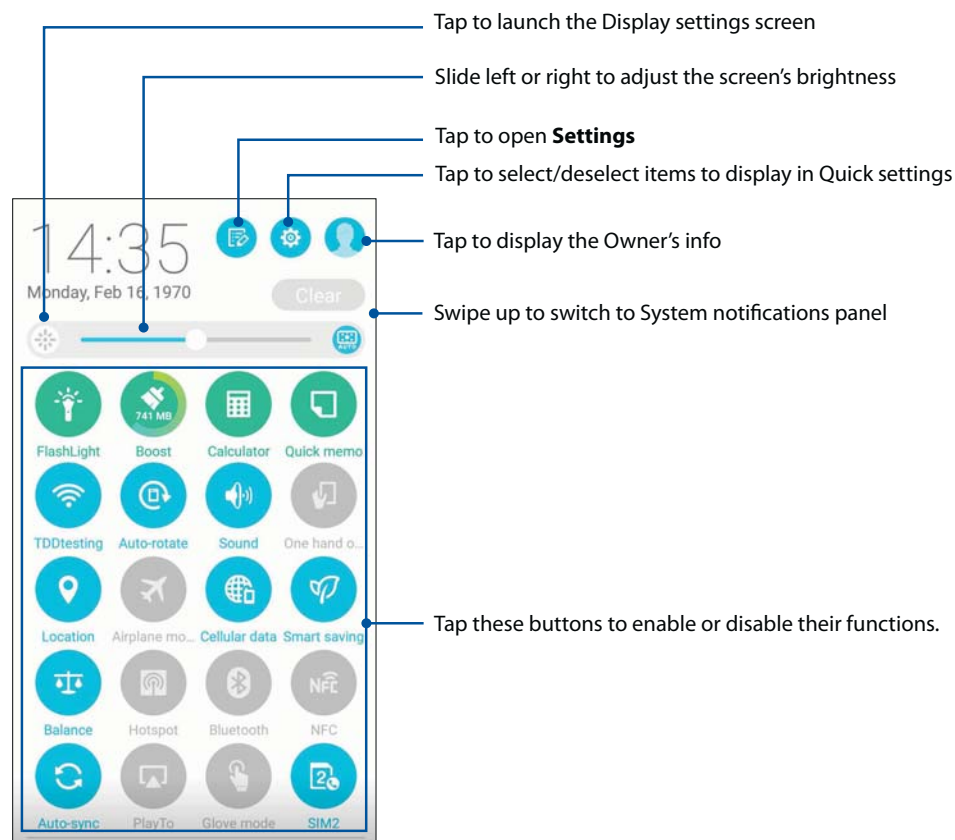 Tap to launch the Display settings screen
Slide left or right to adjust the screen's brightness
Tap to open Settings
Tap to select/deselect items to display in Quick settings
14:35
Tap to display the Owner's info
Monday, Feb 16, 1970
Clear
Swipe up to switch to System notifications panel
AUTO
741 MB
FlashLight Boost Calculator Quick memo
TDDtesting Auto-rotate Sound One hand o...
Location Airplane mo... Cellular data Smart saving
Tap these buttons to enable or disable their functions.
NFC
Balance Hotspot Bluetooth NFC
2
Auto-sync PlayTo Glove mode SIM2